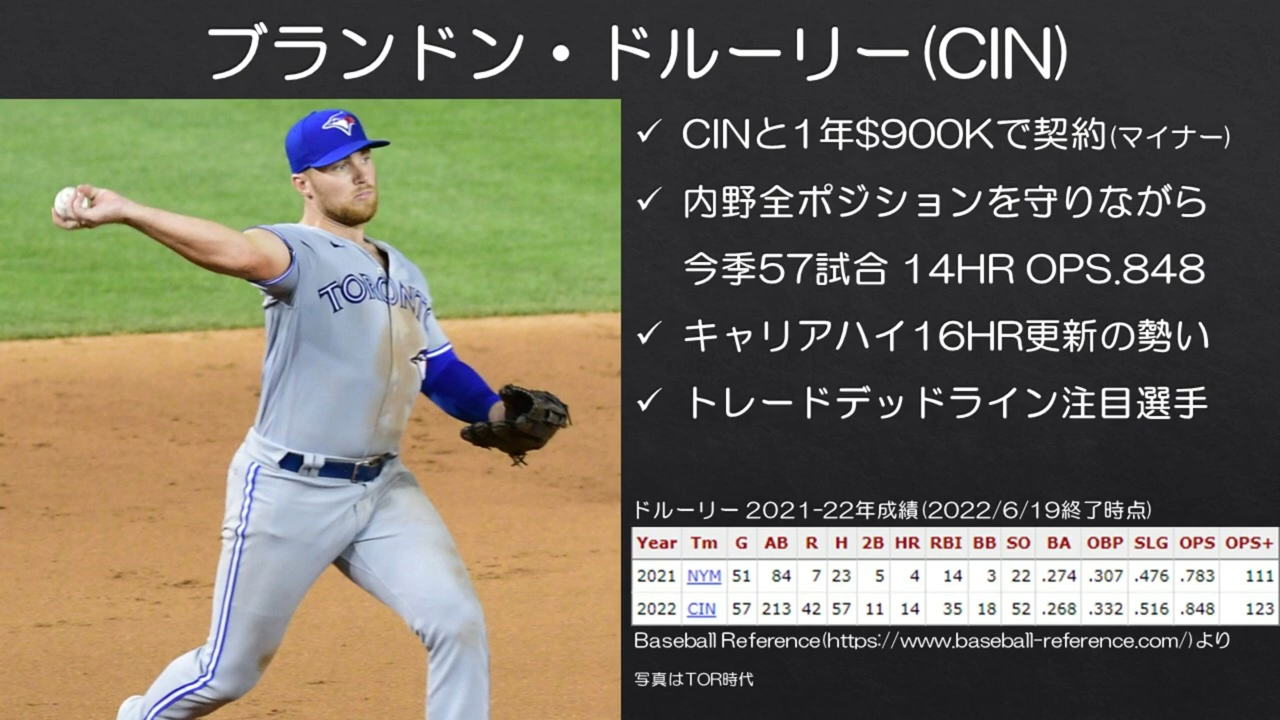 ブランドン・ドルーリー(CIN)
✓ CINと1年$900Kで契約(マイナー)
✓ 内野全ポジションを守りながら
今季57試合 14HR OPS.848
✓ キャリアハイ16HR更新の勢い
✓ トレードデッドライン注目選手
TORONT
ドルーリー 2021-22年成績(2022/6/19終了時点)
Year Tm G AB R H 2B HR RBI BB SO BA OBP SLG OPS OPS+
2021 NYM 51 84 7 23 5 4 14 3 22 .274 .307 .476 .783 111
2022 CIN 57 213 42 57 11 14 35 18 52 .268 .332 .516 .848 123
Baseball Reference(https://www.baseball-reference.com/)より
写真はTOR時代